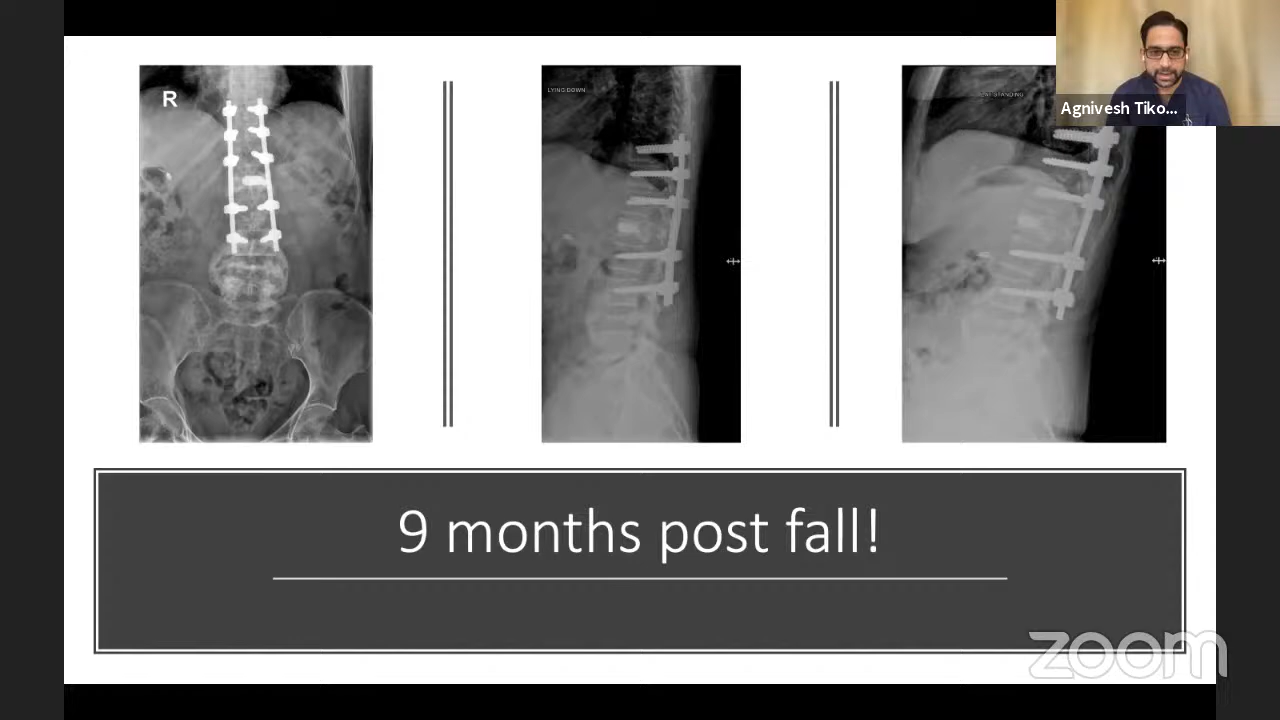 R
LYING DOWN
Agnivesh Tiko...
9 months post fall!
zoom